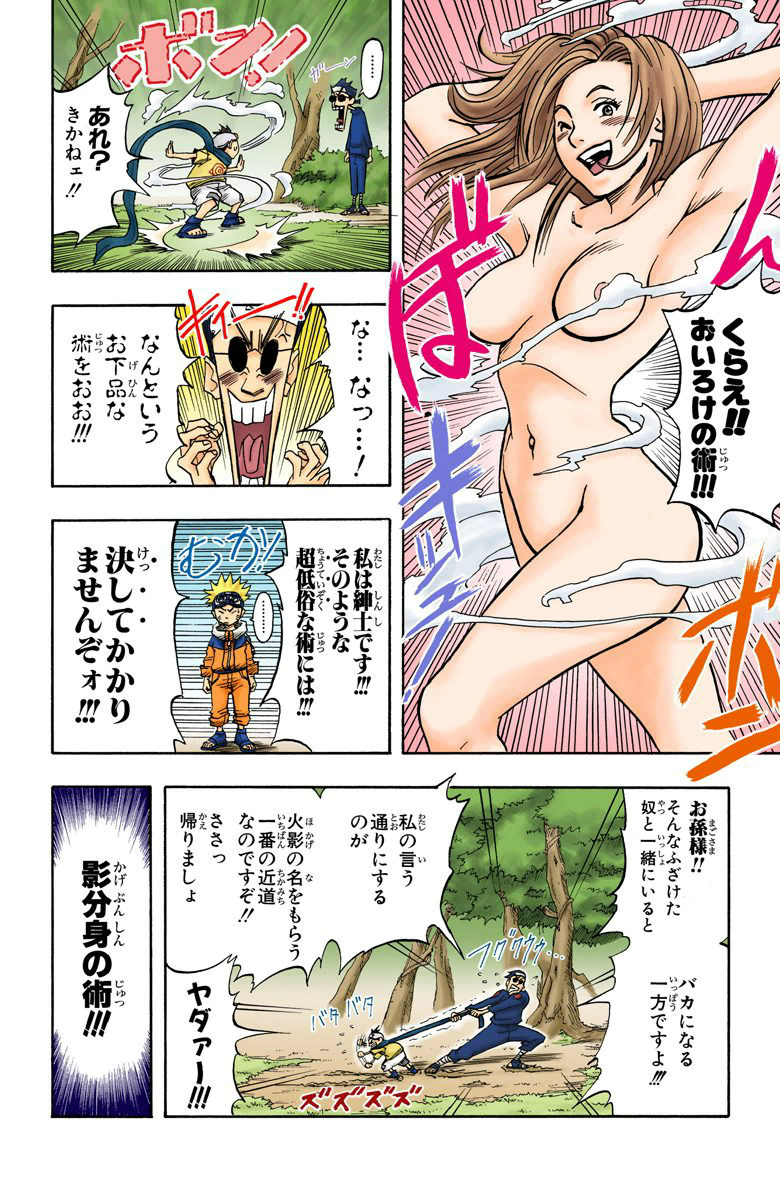 くらえ!!
おいろけの術!!!
ばん
キッ
ュッ
ボーン
ボンッ!
………
ガーン
あれ?
きかねェ!!
な…なっ…!
キィー!!
なんという
お下品な
術をおお!!!
私は紳士です!!!
そのような
超低俗な術には!!!
むかっ!
………
決してかかり
ませんぞォ!!!
お孫様!!
そんなふざけた
奴と一緒にいると
バカになる
一方ですよ!!!
私の言う
通りにする
のが
火影の名をもらう
一番の近道
なのですぞ!!
ささっ
帰りましょ
フググウゥ…
バタバタ
ズズズズ
ヤダァー!!!
影分身の術!!!